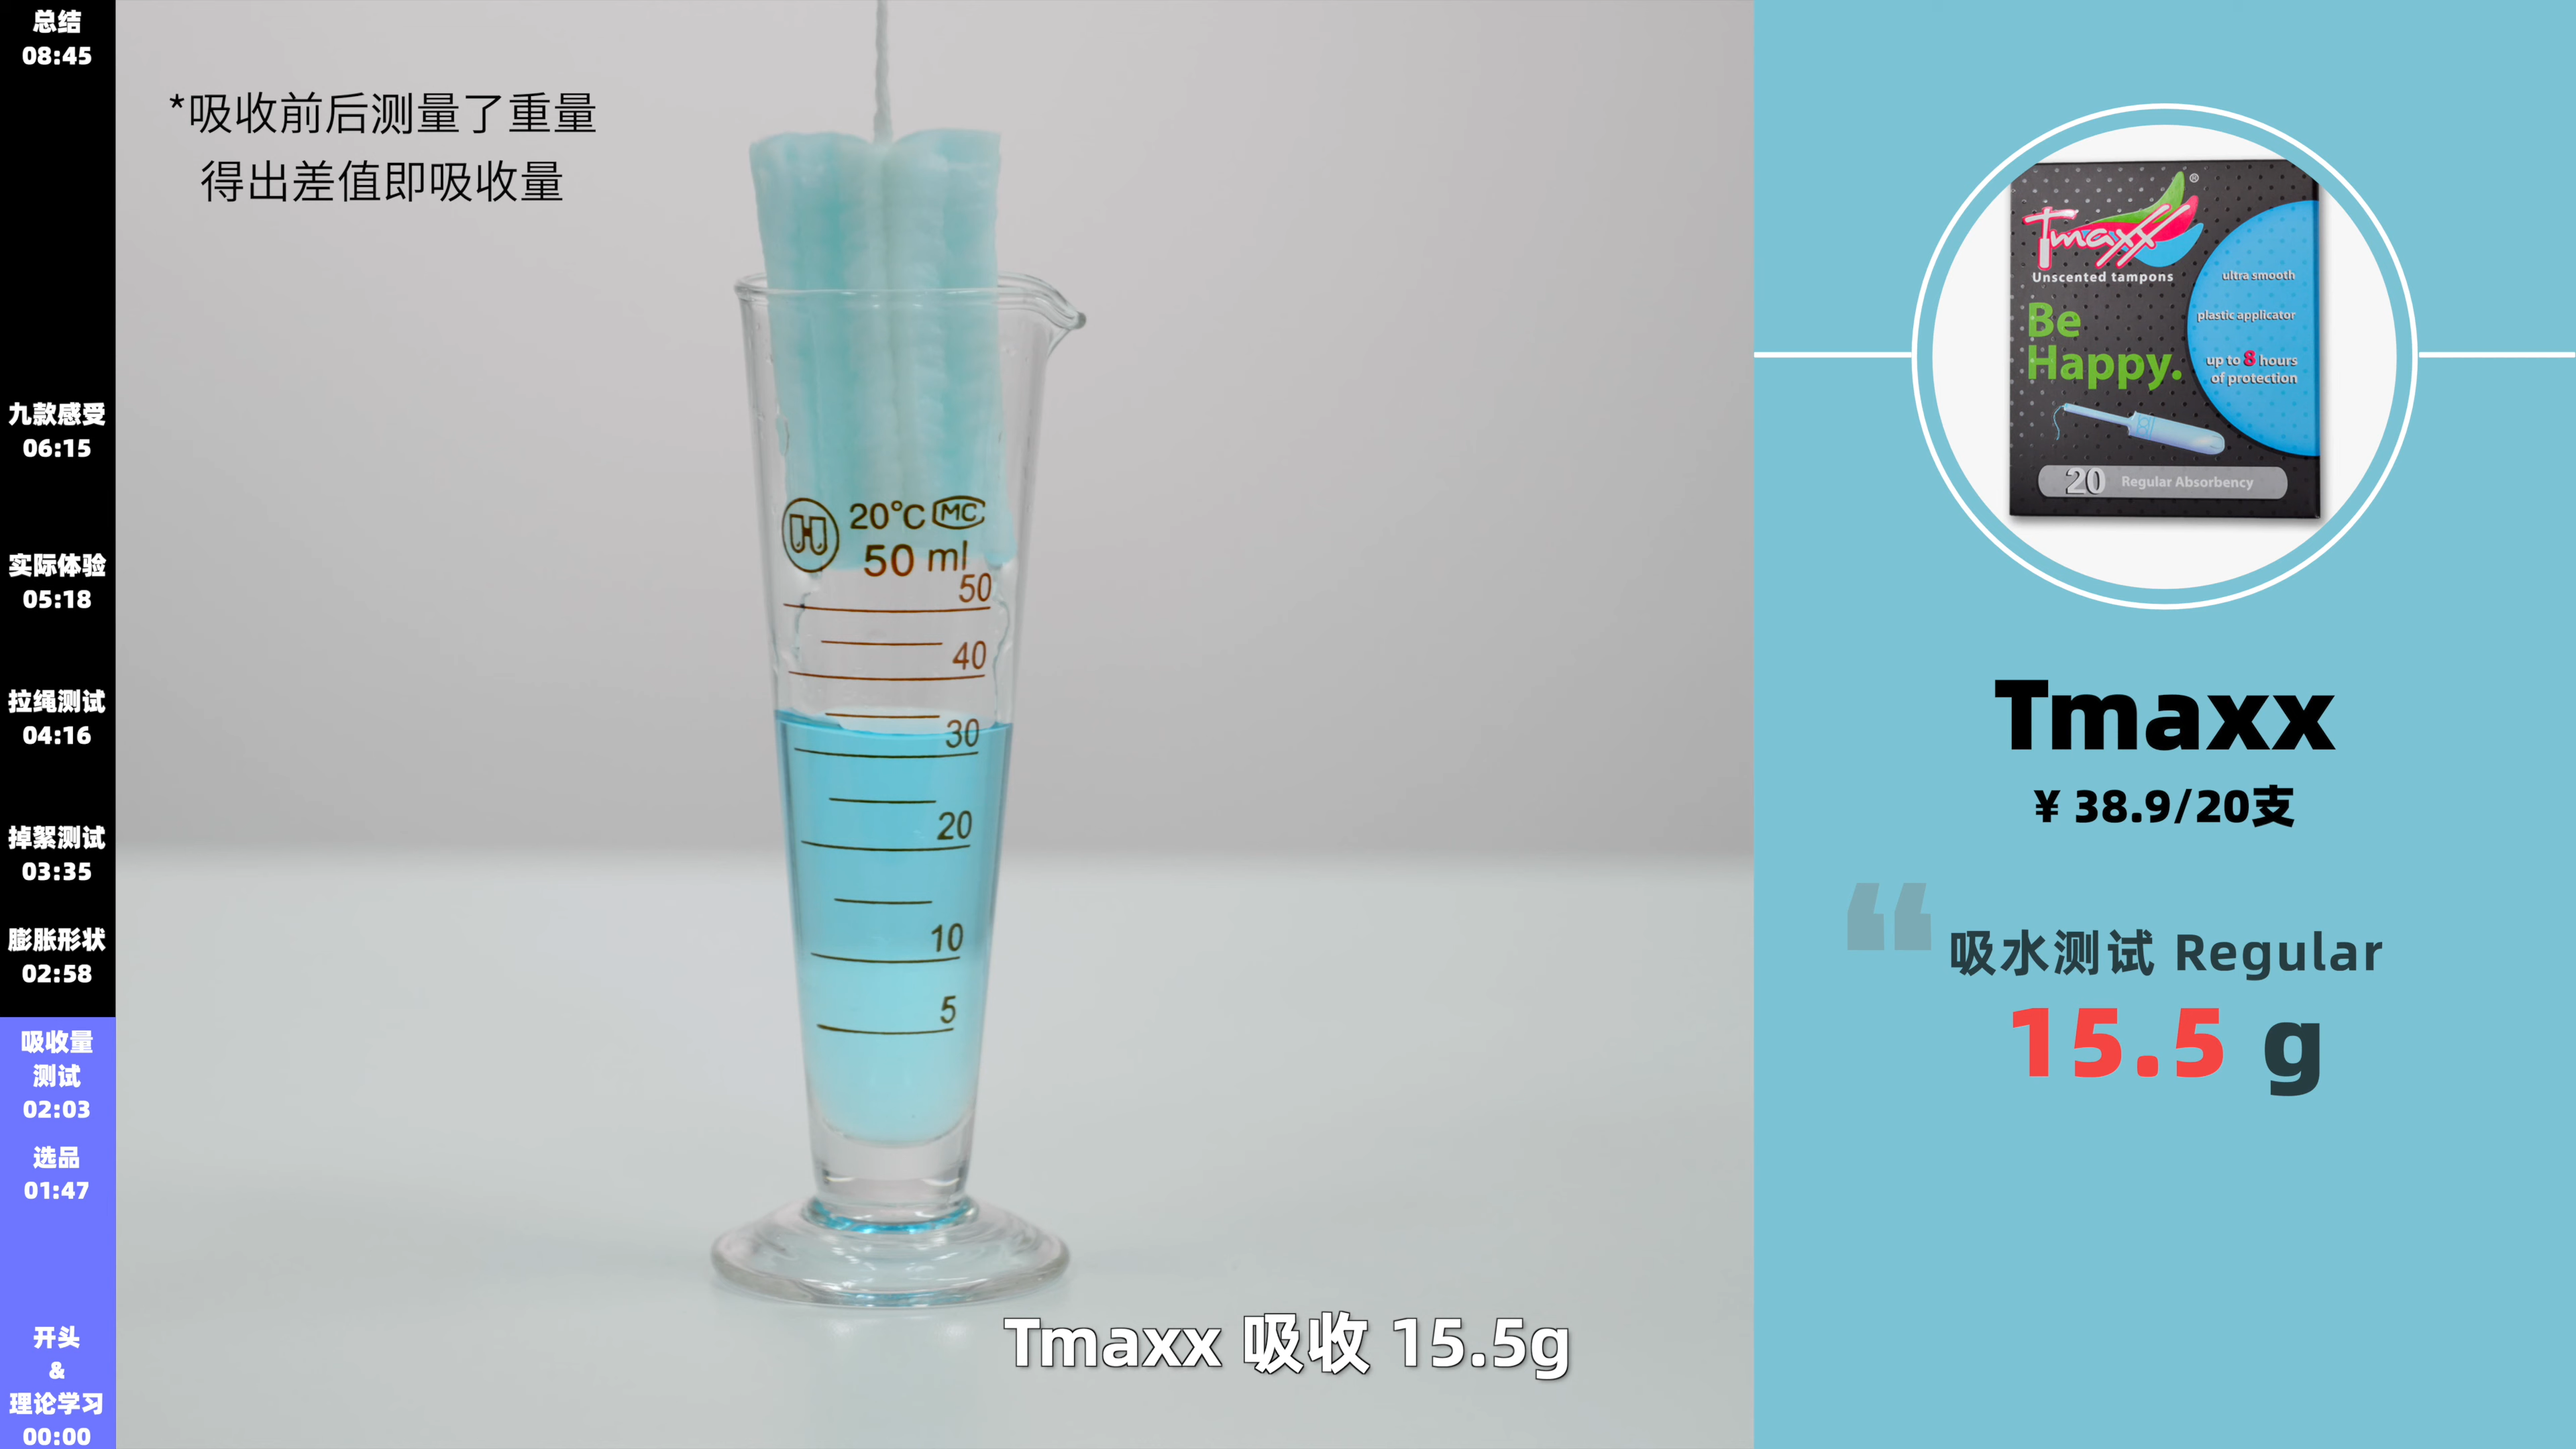 总结
08:45
九款感受
06:15
实际体验
05:18
拉绳测试
04:16
掉絮测试
03:35
膨胀形状
02:58
吸收量
测试
02:03
选品
01:47
开头
&
理论学习
00:00
*吸收前后测量了重量
得出差值即吸收量
20°C MC
50 ml
50
40
30
20
10
5
Tmaxx 吸收 15.5g
Tmaxx®
Unscented tampons
ultra smooth
plastic applicator
Be
Happy.
up to 8 hours
of protection
20 Regular Absorbency
Tmaxx
¥ 38.9/20支
“
吸水测试 Regular
15.5 g